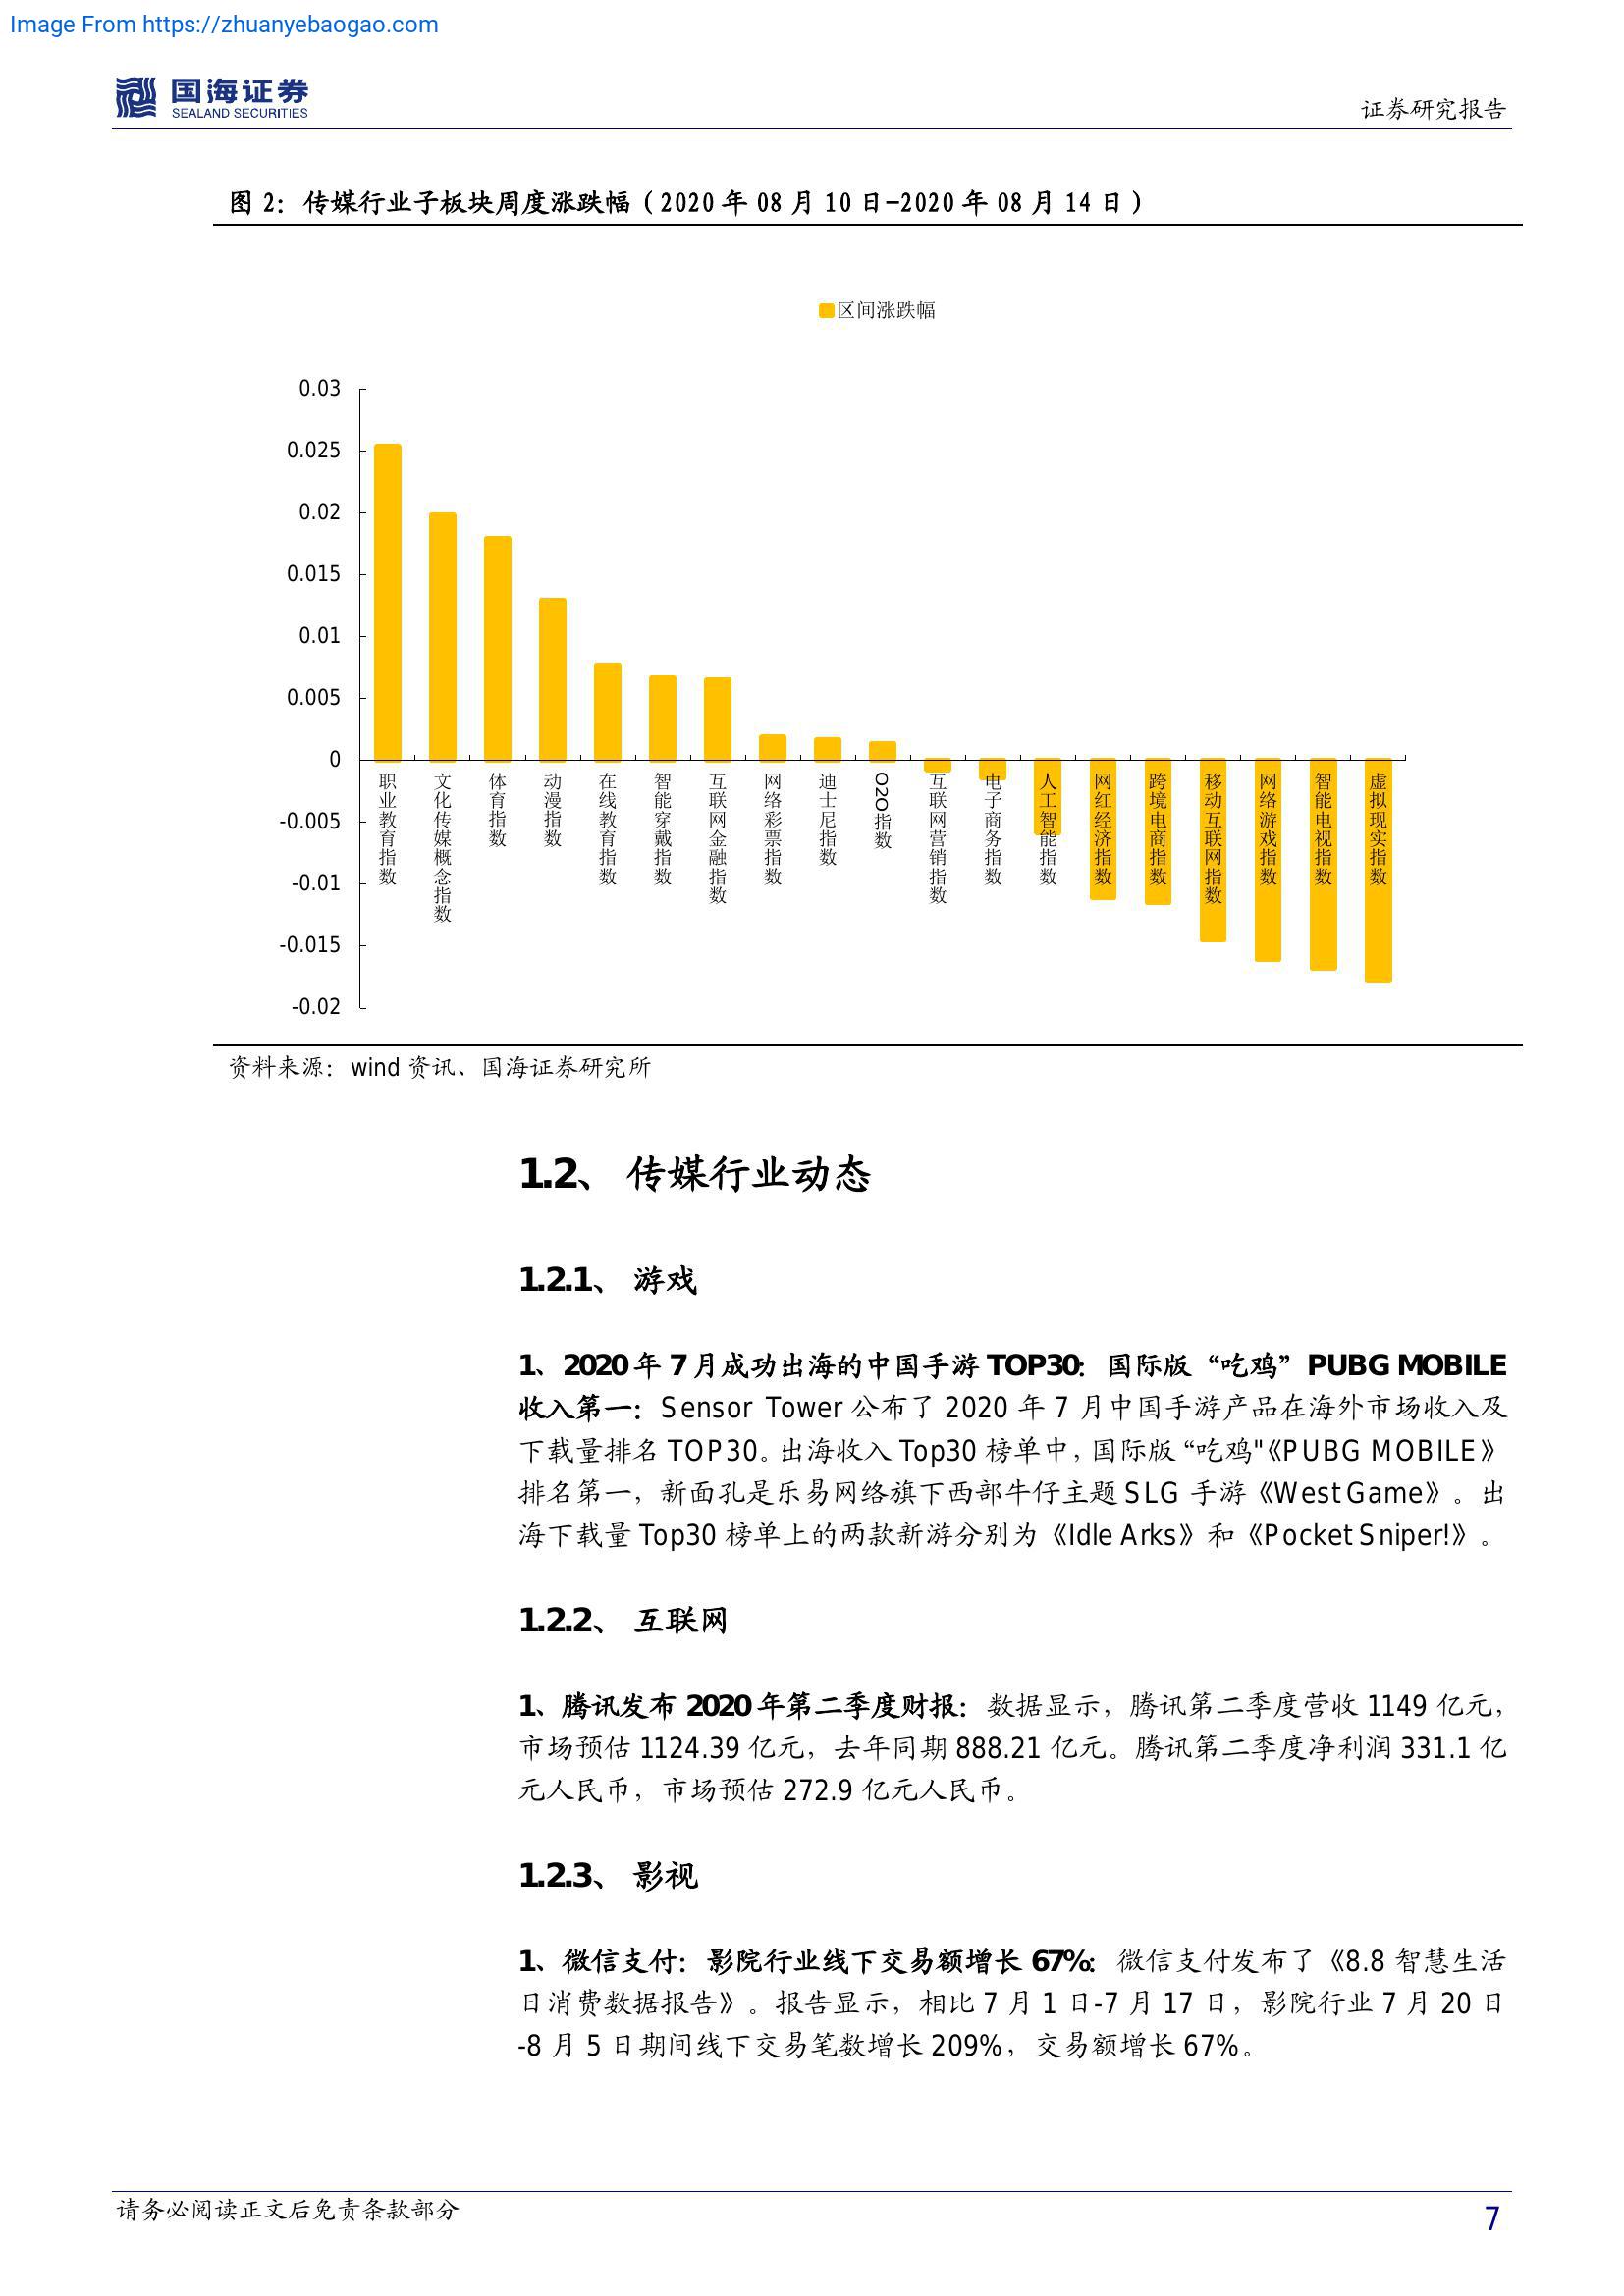 Image From https://zhuanyebaogao.com
国海证券
SEALAND SECURITIES
证券研究报告
图 2：传媒行业子板块周度涨跌幅（2020 年 08 月 10 日-2020 年 08 月 14 日）
区间涨跌幅
0.03
0.025
0.02
0.015
0.01
0.005
0
-0.005
-0.01
-0.015
-0.02
职业教育指数
文化传媒概念指数
体育指数
动漫指数
在线教育指数
智能穿戴指数
互联网金融指数
网络彩票指数
迪士尼指数
O2O指数
互联网营销指数
电子商务指数
人工智能指数
网红经济指数
跨境电商指数
移动互联网指数
网络游戏指数
智能电视指数
虚拟现实指数
资料来源：wind 资讯、国海证券研究所
1.2、 传媒行业动态
1.2.1、 游戏
1、2020 年 7 月成功出海的中国手游 TOP30：国际版“吃鸡”PUBG MOBILE
收入第一：Sensor Tower 公布了 2020 年 7 月中国手游产品在海外市场收入及
下载量排名 TOP30。出海收入 Top30 榜单中，国际版“吃鸡"《PUBG MOBILE》
排名第一，新面孔是乐易网络旗下西部牛仔主题 SLG 手游《West Game》。出
海下载量 Top30 榜单上的两款新游分别为《Idle Arks》和《Pocket Sniper!》。
1.2.2、 互联网
1、腾讯发布 2020 年第二季度财报：数据显示，腾讯第二季度营收 1149 亿元，
市场预估 1124.39 亿元，去年同期 888.21 亿元。腾讯第二季度净利润 331.1 亿
元人民币，市场预估 272.9 亿元人民币。
1.2.3、 影视
1、微信支付：影院行业线下交易额增长 67%：微信支付发布了《8.8 智慧生活
日消费数据报告》。报告显示，相比 7 月 1 日-7 月 17 日，影院行业 7 月 20 日
-8 月 5 日期间线下交易笔数增长 209%，交易额增长 67%。
请务必阅读正文后免责条款部分
7